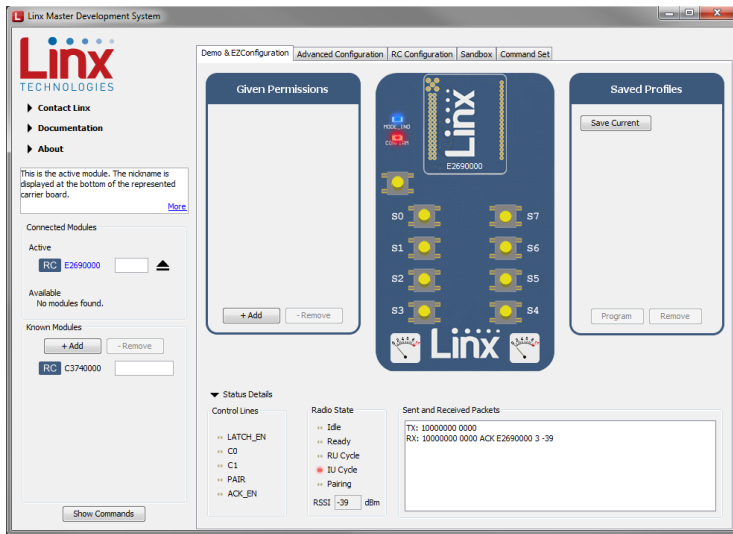 Linx Master Development System
Linx
TECHNOLOGIES
Contact Linx
Documentation
About
This is the active module. The nickname is
displayed at the bottom of the represented
carrier board.
More
Connected Modules
Active
RC E2690000
Available
No modules found.
Known Modules
+ Add - Remove
RC C3740000
Show Commands
Demo & EZConfiguration Advanced Configuration RC Configuration Sandbox Command Set
Given Permissions
+ Add - Remove
MODE_IND
CONFIRM
Linx
E2690000
S0 S7
S1 S6
S2 S5
S3 S4
Linx
Saved Profiles
Save Current
Program Remove
Status Details
Control Lines
LATCH_EN
C0
C1
PAIR
ACK_EN
Radio State
Idle
Ready
RU Cycle
IU Cycle
Pairing
RSSI -39 dBm
Sent and Received Packets
TX: 10000000 0000
RX: 10000000 0000 ACK E2690000 3 -39